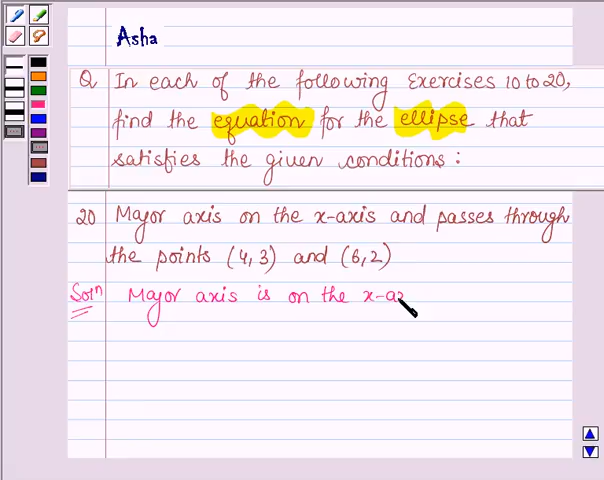 Asha
Q In each of the following Exercises 10 to 20,
find the equation for the ellipse that
satisfies the given conditions :
20 Major axis on the x-axis and passes through
the points (4,3) and (6,2)
Soln Major axis is on the x-ax